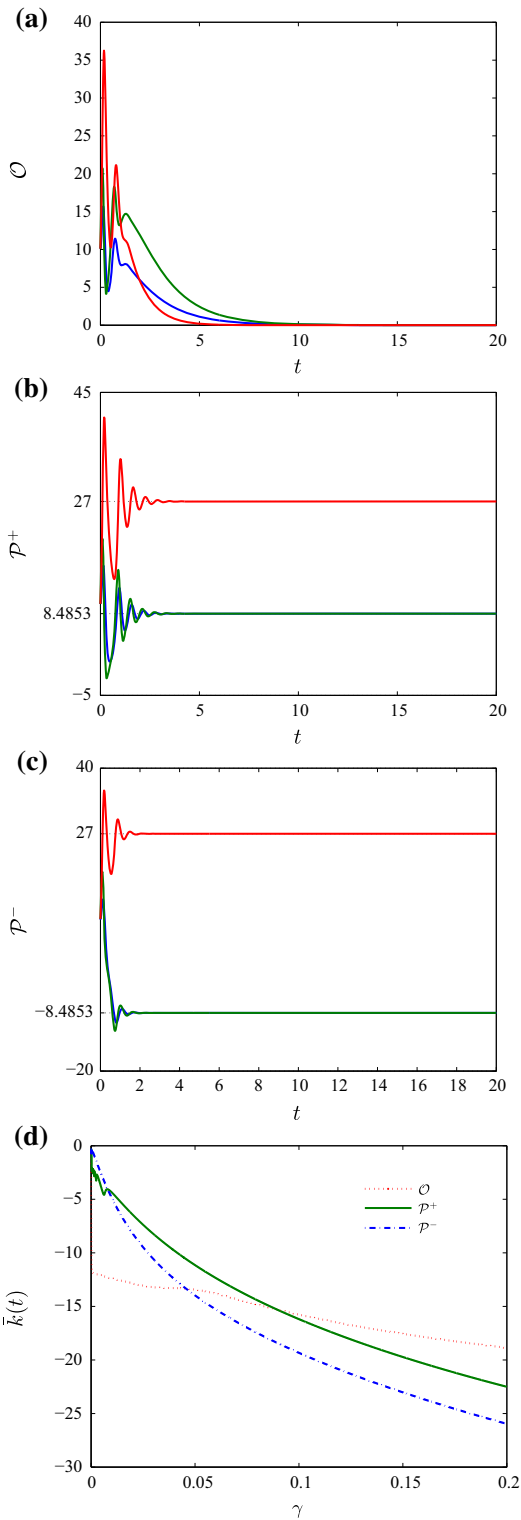 (a)
40
35
30
25
20
15
10
5
0
𝒪
0 5 10 15 20
t
(b)
45
27
8.4853
−5
𝒫+
0 5 10 15 20
t
(c)
40
27
−8.4853
−20
𝒫−
0 2 4 6 8 10 12 14 16 18 20
t
(d)
0
−5
−10
−15
−20
−25
−30
k̄(t)
𝒪
𝒫+
𝒫−
0 0.05 0.1 0.15 0.2
γ